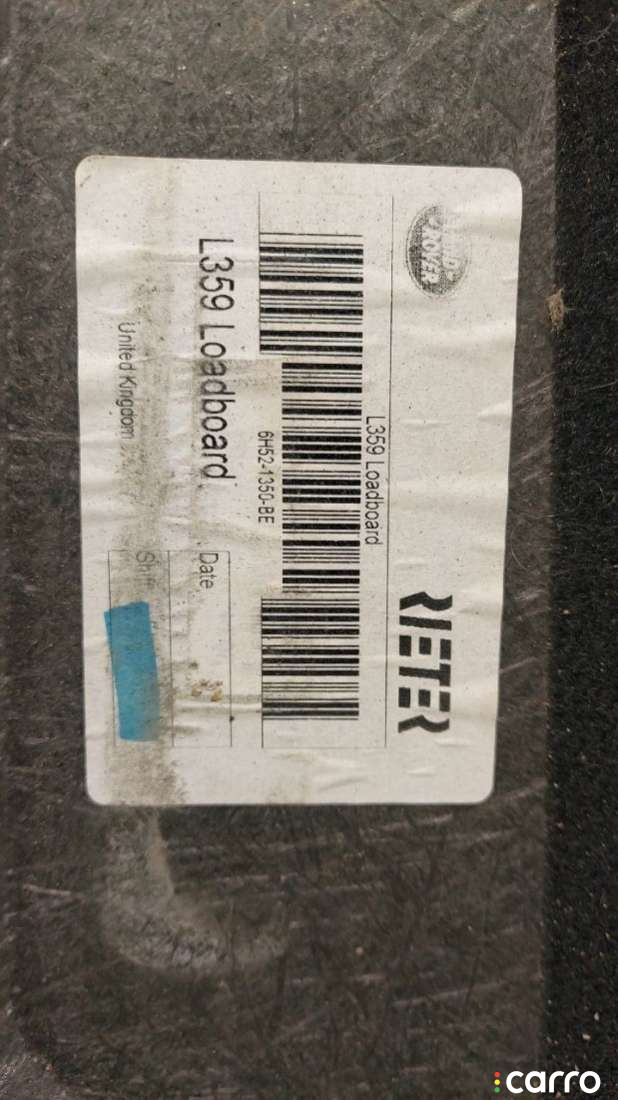 LAND-
ROVER
RIETER
L359 Loadboard
6H52-1350-BE
L359 Loadboard
Date
United Kingdom
Shift
carro